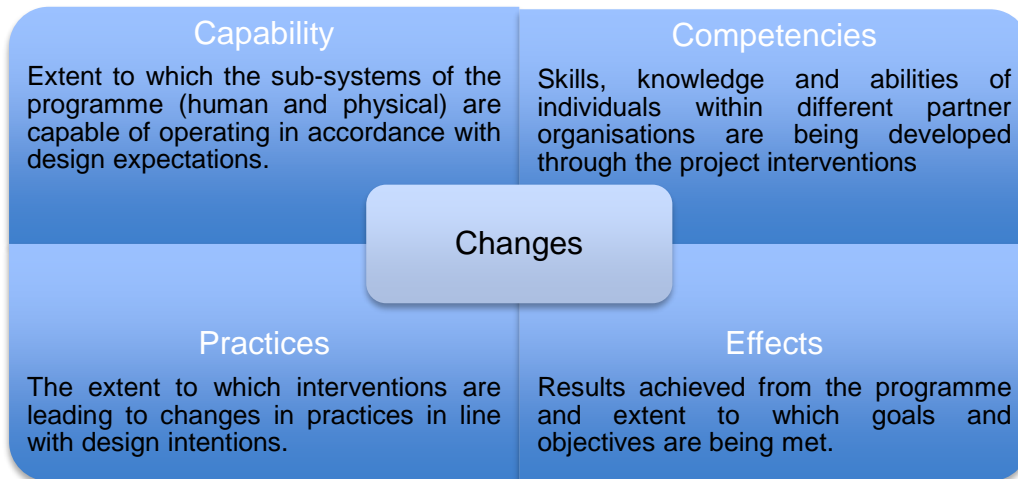 Capability
Extent to which the sub-systems of the
programme (human and physical) are
capable of operating in accordance with
design expectations.
Competencies
Skills, knowledge and abilities of
individuals within different partner
organisations are being developed
through the project interventions
Changes
Practices
The extent to which interventions are
leading to changes in practices in line
with design intentions.
Effects
Results achieved from the programme
and extent to which goals and
objectives are being met.